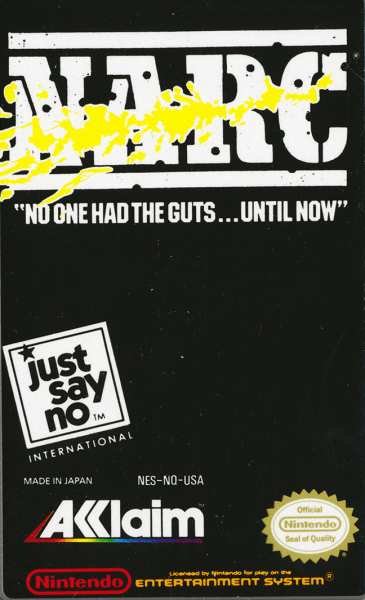 NARC
"NO ONE HAD THE GUTS...UNTIL NOW"
just
say
no TM
INTERNATIONAL
MADE IN JAPAN NES-NQ-USA
AKKlaim
Official
Nintendo
Seal of Quality
Licensed by Nintendo for play on the
Nintendo ENTERTAINMENT SYSTEM®